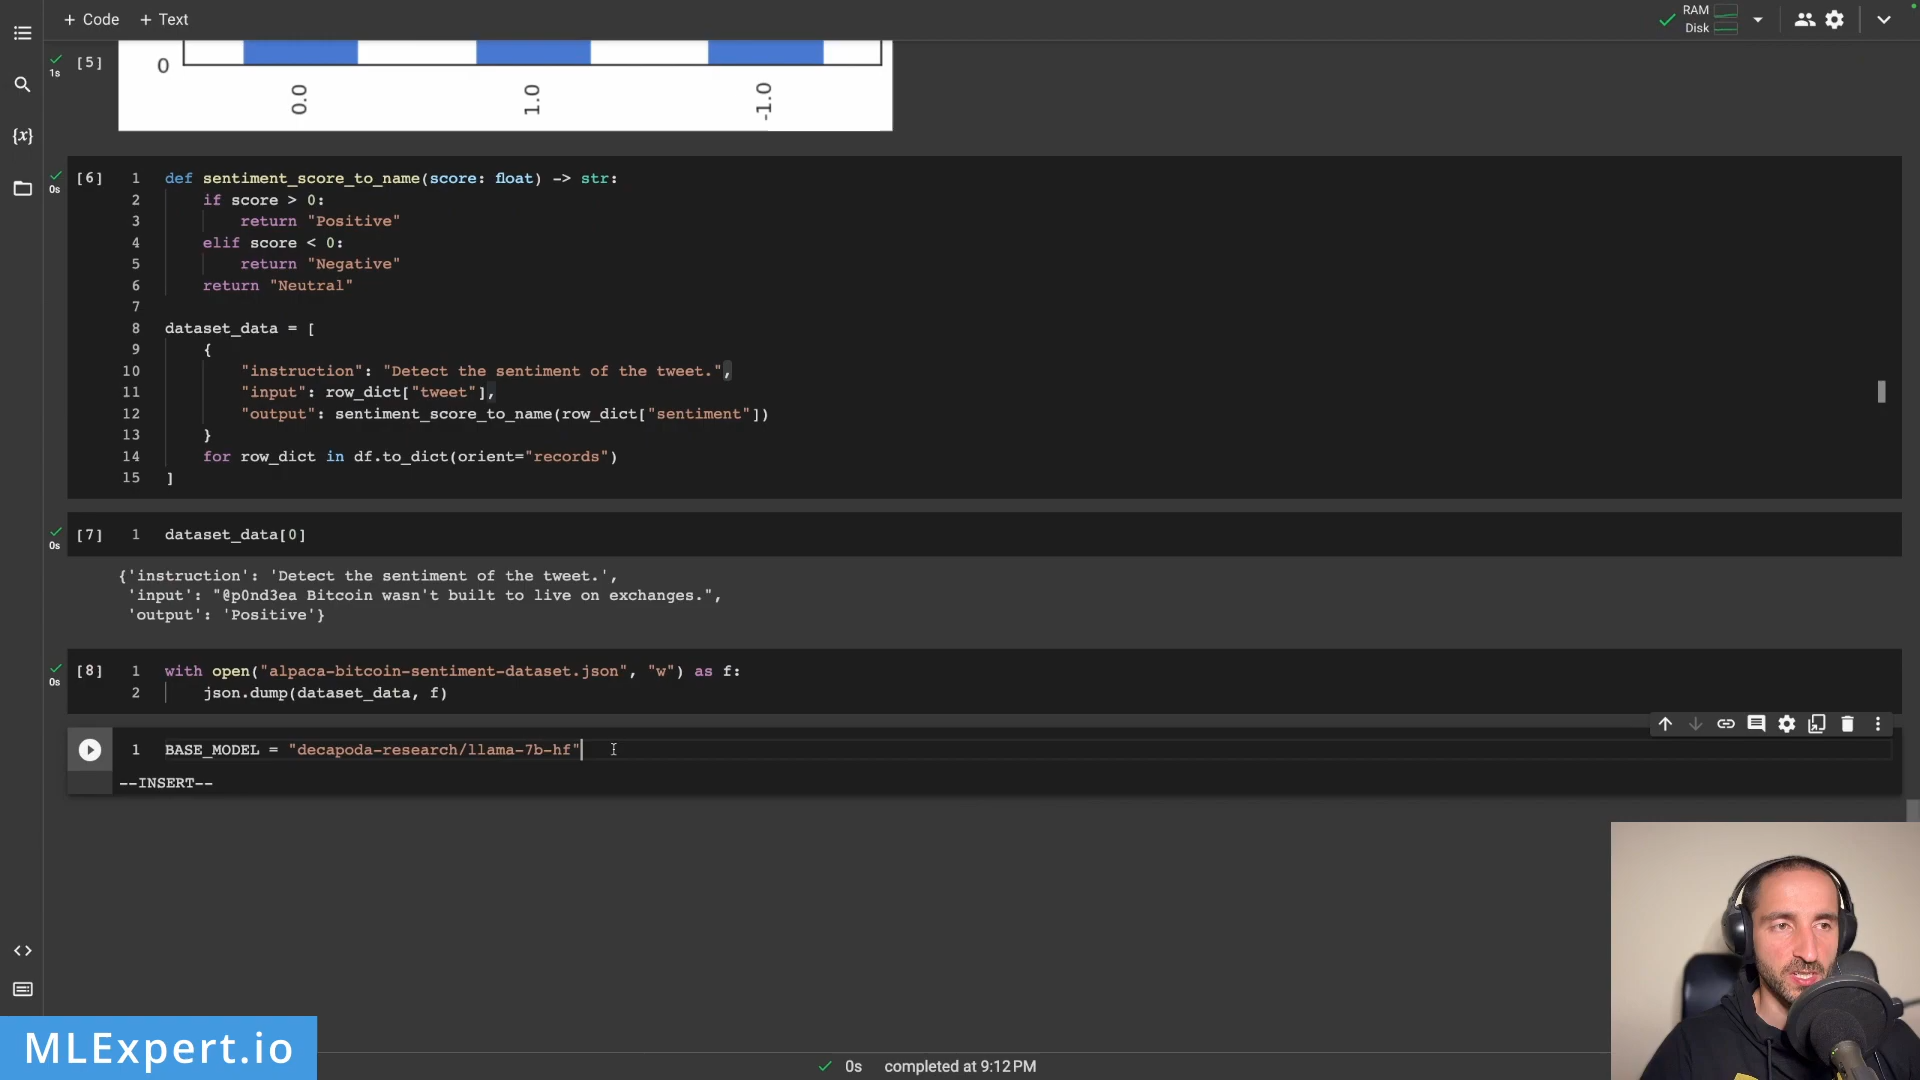 + Code + Text
RAM
Disk
1s
[5]
0
0.0
1.0
-1.0
{x}
0s
[6]
1 def sentiment_score_to_name(score: float) -> str:
2 if score > 0:
3 return "Positive"
4 elif score < 0:
5 return "Negative"
6 return "Neutral"
7
8 dataset_data = [
9 {
10 "instruction": "Detect the sentiment of the tweet.",
11 "input": row_dict["tweet"],
12 "output": sentiment_score_to_name(row_dict["sentiment"])
13 }
14 for row_dict in df.to_dict(orient="records")
15 ]
0s
[7] 1 dataset_data[0]
{'instruction': 'Detect the sentiment of the tweet.',
'input': "@p0nd3ea Bitcoin wasn't built to live on exchanges.",
'output': 'Positive'}
0s
[8] 1 with open("alpaca-bitcoin-sentiment-dataset.json", "w") as f:
2 json.dump(dataset_data, f)
1 BASE_MODEL = "decapoda-research/llama-7b-hf"
--INSERT--
MLExpert.io
0s completed at 9:12 PM